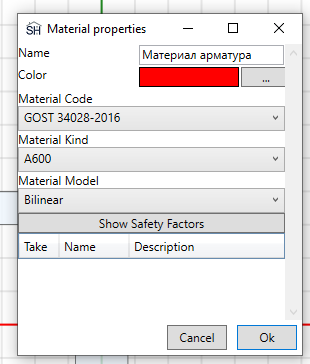 SH Material properties
Name Материал арматура
Color ...
Material Code
GOST 34028-2016
Material Kind
A600
Material Model
Bilinear
Show Safety Factors
Take Name Description
Cancel Ok